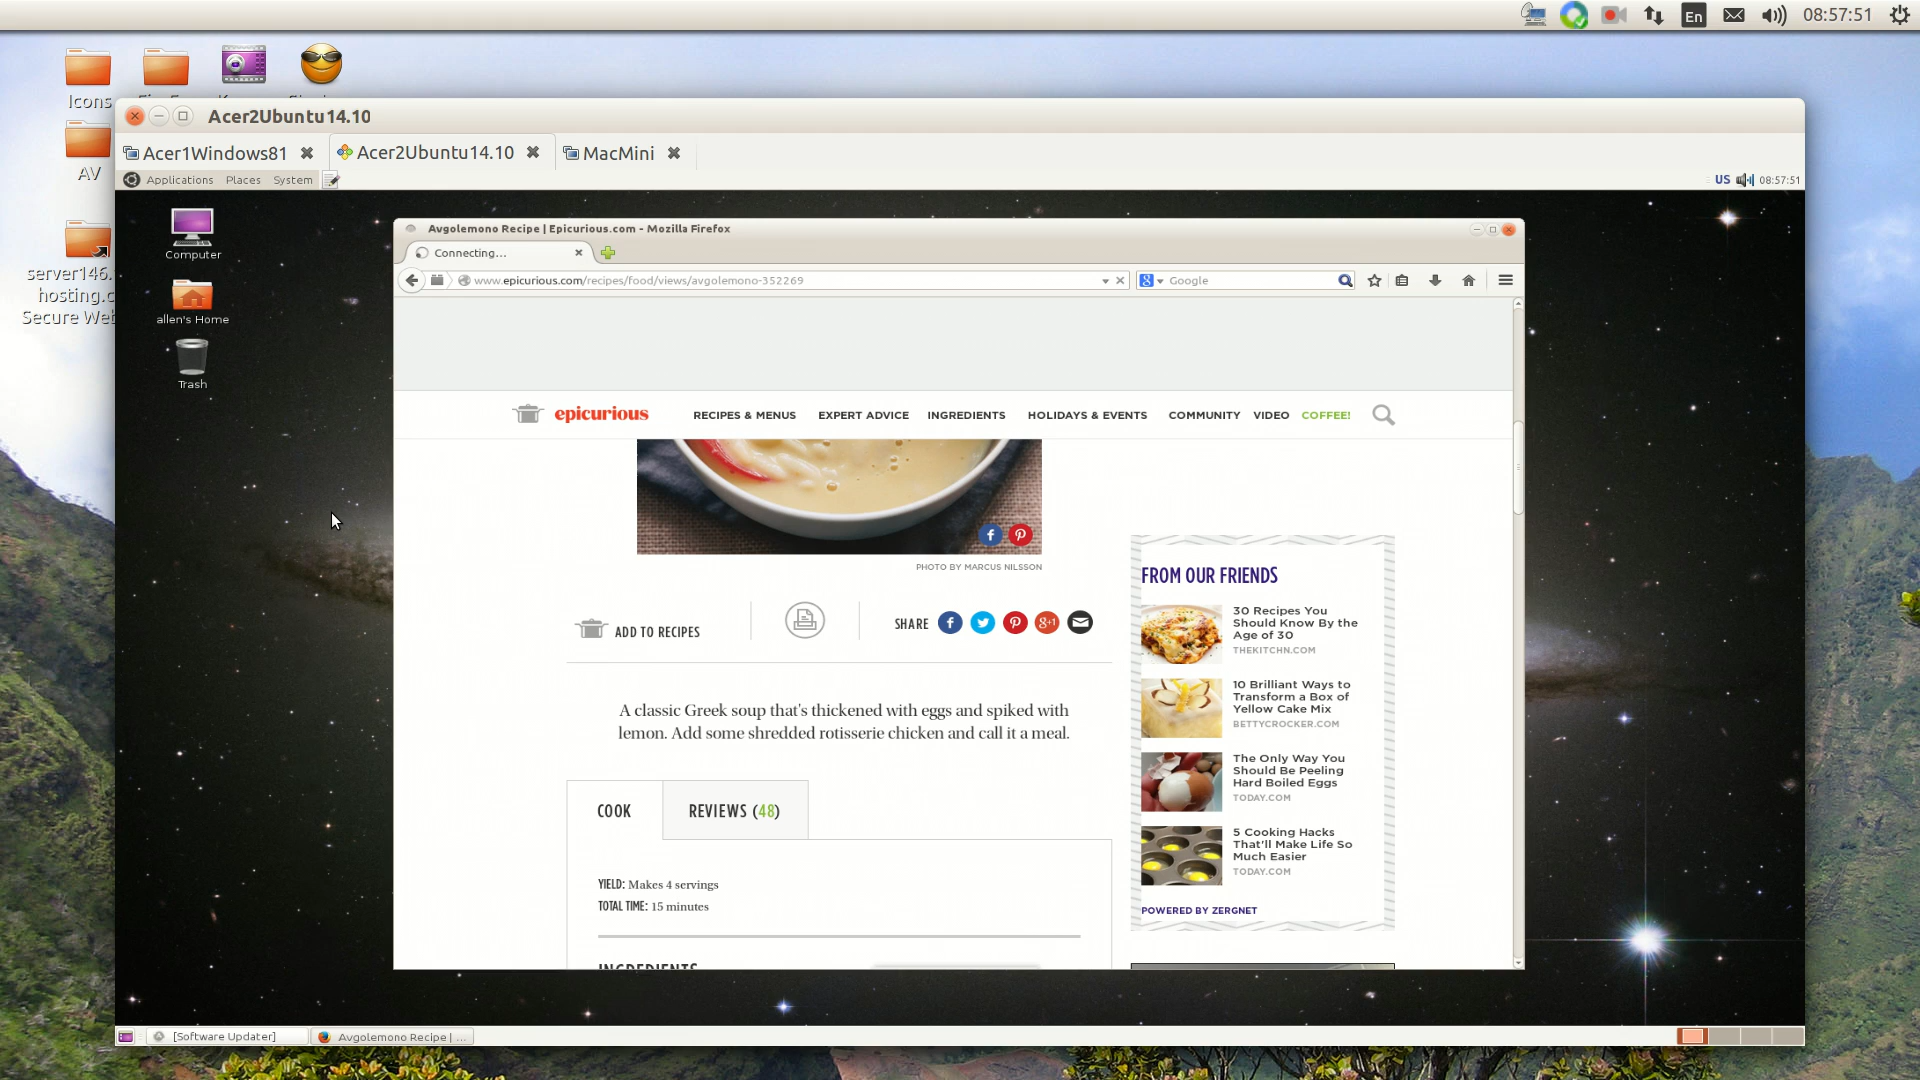 En
08:57:51
Icons
AV
server146.
hosting.c
Secure Web
Acer2Ubuntu14.10
Acer1Windows81
Acer2Ubuntu14.10
MacMini
Applications Places System
US 08:57:51
Computer
allen's Home
Trash
Avgolemono Recipe | Epicurious.com - Mozilla Firefox
Connecting...
www.epicurious.com/recipes/food/views/avgolemono-352269
Google
epicurious
RECIPES & MENUS EXPERT ADVICE INGREDIENTS HOLIDAYS & EVENTS COMMUNITY VIDEO COFFEE!
PHOTO BY MARCUS NILSSON
ADD TO RECIPES
SHARE
A classic Greek soup that's thickened with eggs and spiked with
lemon. Add some shredded rotisserie chicken and call it a meal.
COOK
REVIEWS (48)
YIELD: Makes 4 servings
TOTAL TIME: 15 minutes
INGREDIENTS
FROM OUR FRIENDS
30 Recipes You
Should Know By the
Age of 30
THEKITCHN.COM
10 Brilliant Ways to
Transform a Box of
Yellow Cake Mix
BETTYCROCKER.COM
The Only Way You
Should Be Peeling
Hard Boiled Eggs
TODAY.COM
5 Cooking Hacks
That'll Make Life So
Much Easier
TODAY.COM
POWERED BY ZERGNET
[Software Updater]
Avgolemono Recipe | ...